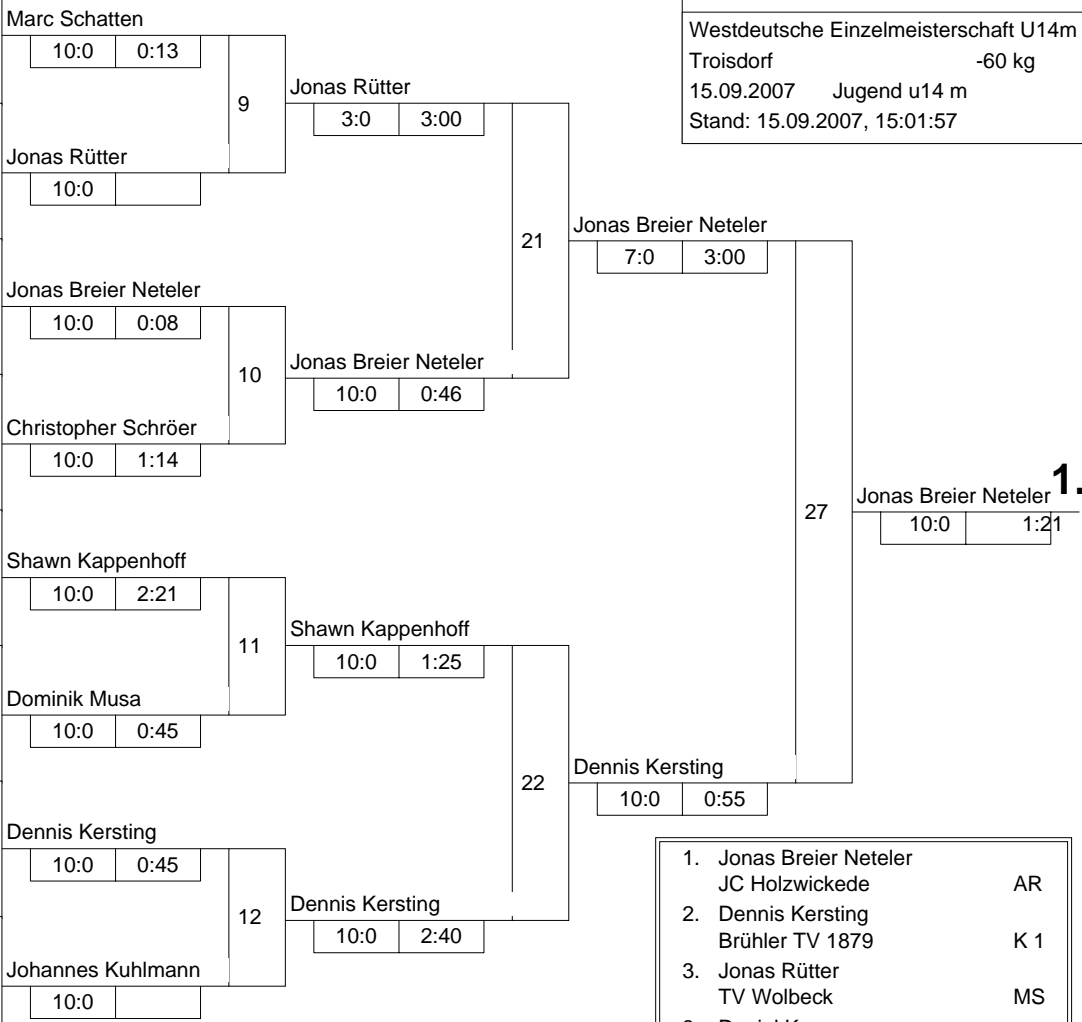 Marc Schatten
10:0 0:13
9
Jonas Rütter
10:0
Jonas Rütter
3:0 3:00
Jonas Breier Neteler
10:0 0:08
10
Christopher Schröer
10:0 1:14
Jonas Breier Neteler
10:0 0:46
21
Jonas Breier Neteler
7:0 3:00
Shawn Kappenhoff
10:0 2:21
11
Dominik Musa
10:0 0:45
Shawn Kappenhoff
10:0 1:25
Dennis Kersting
10:0 0:45
12
Johannes Kuhlmann
10:0
Dennis Kersting
10:0 2:40
22
Dennis Kersting
10:0 0:55
27
Jonas Breier Neteler 1.
10:0 1:21
Westdeutsche Einzelmeisterschaft U14m
Troisdorf -60 kg
15.09.2007 Jugend u14 m
Stand: 15.09.2007, 15:01:57
1. Jonas Breier Neteler
JC Holzwickede AR
2. Dennis Kersting
Brühler TV 1879 K 1
3. Jonas Rütter
TV Wolbeck MS